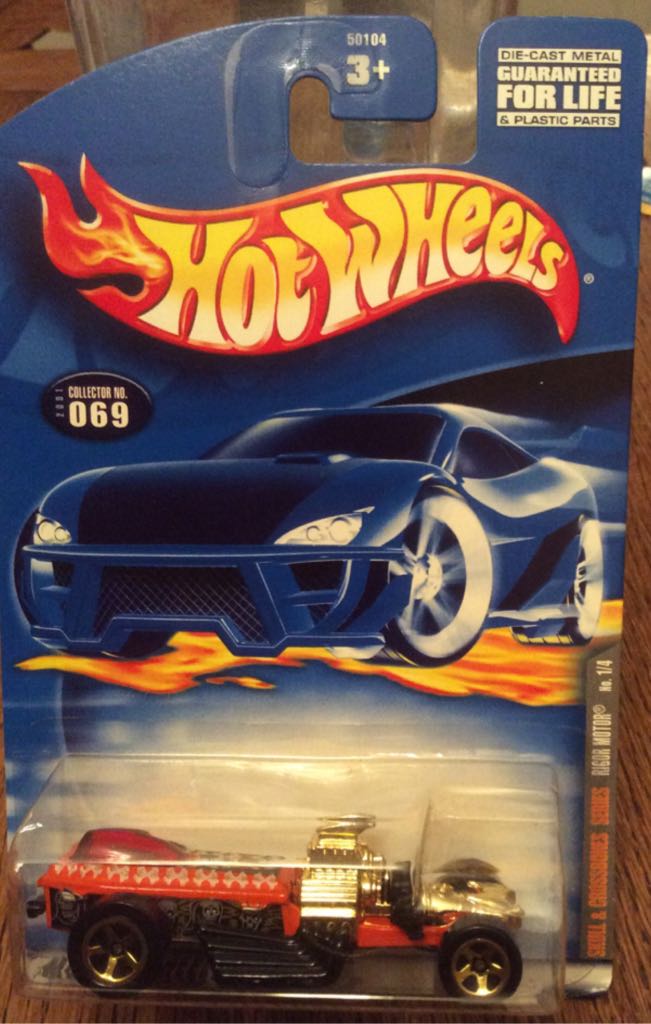 50104
3+
DIE-CAST METAL
GUARANTEED
FOR LIFE
& PLASTIC PARTS
Hot Wheels®
2001
COLLECTOR NO.
069
SKULL & CROSSBONES SERIES RIGOR MOTOR® No. 1/4